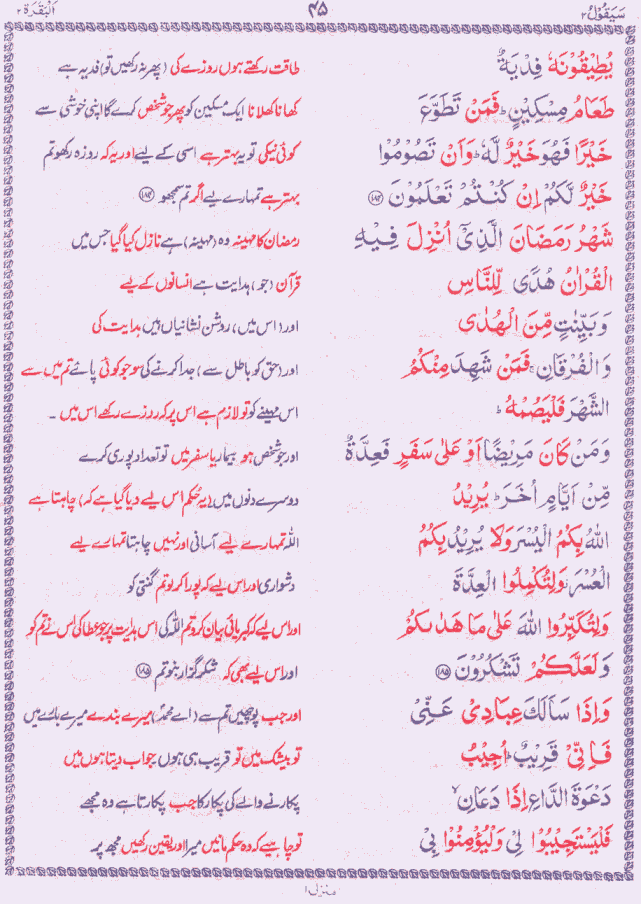 سَيَقُوْلُ ٢
٤٥
اَلْبَقَرَة ٢
يُطِيْقُوْنَهٗ فِدْيَةٌ
طاقت رکھتے ہوں روزے کی (پھر نہ رکھیں تو) فدیہ ہے
طَعَامُ مِسْكِيْنٍ ؕ فَمَنْ تَطَوَّعَ
کھانا کھلانا ایک مسکین کو پھر جو شخص کرے گا اپنی خوشی سے
خَيْرًا فَهُوَ خَيْرٌ لَّهٗ ؕ وَاَنْ تَصُوْمُوْا
کوئی نیکی تو یہ بہتر ہے اسی کے لیے اور یہ کہ روزہ رکھو تم
خَيْرٌ لَّكُمْ اِنْ كُنْتُمْ تَعْلَمُوْنَ ﴿۱۸۴﴾
بہتر ہے تمہارے لیے اگر تم سمجھو ﴿۱۸۴﴾
شَهْرُ رَمَضَانَ الَّذِيْٓ اُنْزِلَ فِيْهِ
رمضان کا مہینہ وہ (مہینہ) ہے نازل کیا گیا جس میں
الْقُرْاٰنُ هُدًى لِّلنَّاسِ
قرآن (جو) ہدایت ہے انسانوں کے لیے
وَبَيِّنٰتٍ مِّنَ الْهُدٰى
اور (اس میں) روشن نشانیاں ہیں ہدایت کی
وَالْفُرْقَانِ ۚ فَمَنْ شَهِدَ مِنْكُمُ
اور (حق کو باطل سے) جدا کرنے کی سو جو کوئی پائے تم میں سے
الشَّهْرَ فَلْيَصُمْهُ ؕ
اس مہینے کو تو لازم ہے اس پر کہ روزے رکھے اس میں ۔
وَمَنْ كَانَ مَرِيْضًا اَوْ عَلٰى سَفَرٍ فَعِدَّةٌ
اور جو شخص ہو بیمار یا سفر میں تو تعداد پوری کرے
مِّنْ اَيَّامٍ اُخَرَ ؕ يُرِيْدُ
دوسرے دنوں میں (یہ حکم اس لیے دیا گیا ہے کہ) چاہتا ہے
اللّٰهُ بِكُمُ الْيُسْرَ وَلَا يُرِيْدُ بِكُمُ
اللہ تمہارے لیے آسانی اور نہیں چاہتا تمہارے لیے
الْعُسْرَ ؗ وَلِتُكْمِلُوا الْعِدَّةَ
دشواری اور اس لیے کہ پورا کر لو تم گنتی کو
وَلِتُكَبِّرُوا اللّٰهَ عَلٰى مَا هَدٰىكُمْ
اور اس لیے کہ کبریائی بیان کرو تم اللہ کی اس ہدایت پر جو عطا کی اس نے تم کو
وَلَعَلَّكُمْ تَشْكُرُوْنَ ﴿۱۸۵﴾
اور اس لیے بھی کہ شکر گزار بنو تم ﴿۱۸۵﴾
وَاِذَا سَاَلَكَ عِبَادِيْ عَنِّيْ
اور جب پوچھیں تم سے (اے محمدؐ) میرے بندے میرے بارے میں
فَاِنِّيْ قَرِيْبٌ ؕ اُجِيْبُ
تو بیشک میں تو قریب ہی ہوں جواب دیتا ہوں میں
دَعْوَةَ الدَّاعِ اِذَا دَعَانِ ۙ
پکارنے والے کی پکار کا جب پکارتا ہے وہ مجھے
فَلْيَسْتَجِيْبُوْا لِيْ وَلْيُؤْمِنُوْا بِيْ
تو چاہیے کہ وہ حکم مانیں میرا اور یقین رکھیں مجھ پر
منزل ۱